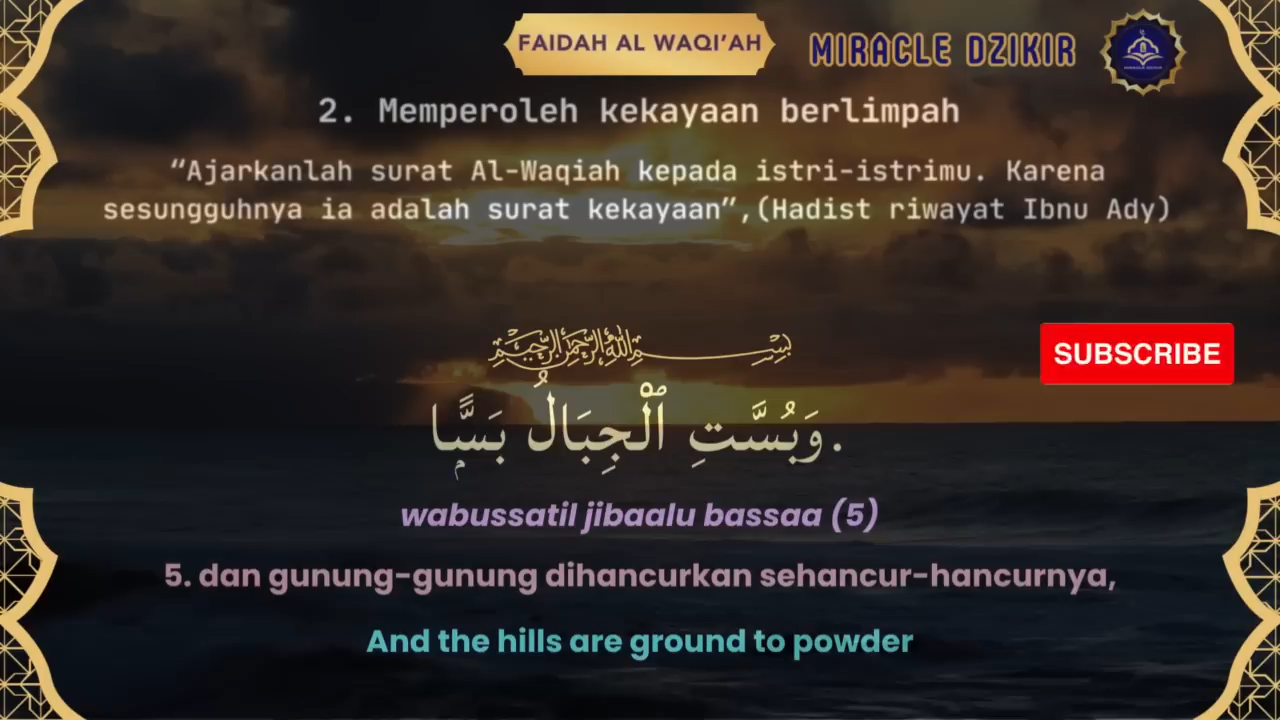 FAIDAH AL WAQI’AH
MIRACLE DZIKIR
2. Memperoleh kekayaan berlimpah
“Ajarkanlah surat Al-Waqiah kepada istri-istrimu. Karena
sesungguhnya ia adalah surat kekayaan”,(Hadist riwayat Ibnu Ady)
بِسْمِ اللَّهِ الرَّحْمَنِ الرَّحِيمِ
SUBSCRIBE
وَبُسَّتِ ٱلْجِبَالُ بَسًّۭا.
wabussatil jibaalu bassaa (5)
5. dan gunung-gunung dihancurkan sehancur-hancurnya,
And the hills are ground to powder